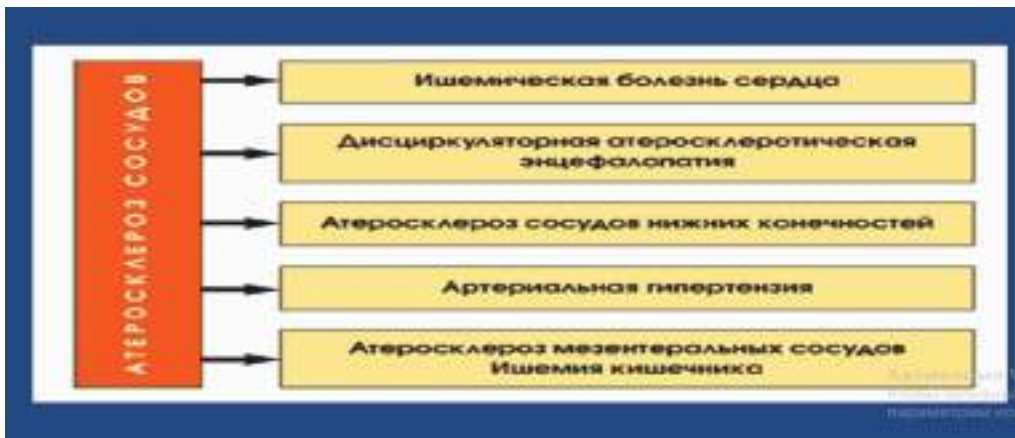 АТЕРОСКЛЕРОЗ СОСУДОВ
Ишемическая болезнь сердца
Дисциркуляторная атеросклеротическая
энцефалопатия
Атеросклероз сосудов нижних конечностей
Артериальная гипертензия
Атеросклероз мезентеральных сосудов
Ишемия кишечника